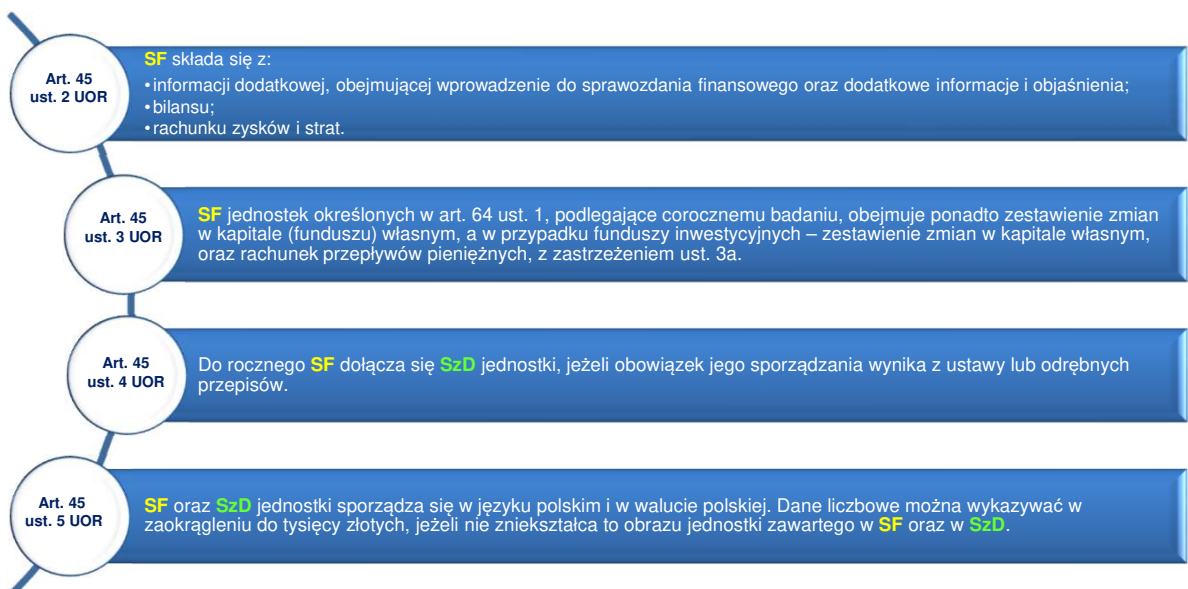 Art. 45
ust. 2 UOR
SF składa się z:
•informacji dodatkowej, obejmującej wprowadzenie do sprawozdania finansowego oraz dodatkowe informacje i objaśnienia;
•bilansu;
•rachunku zysków i strat.
Art. 45
ust. 3 UOR
SF jednostek określonych w art. 64 ust. 1, podlegające corocznemu badaniu, obejmuje ponadto zestawienie zmian
w kapitale (funduszu) własnym, a w przypadku funduszy inwestycyjnych – zestawienie zmian w kapitale własnym,
oraz rachunek przepływów pieniężnych, z zastrzeżeniem ust. 3a.
Art. 45
ust. 4 UOR
Do rocznego SF dołącza się SzD jednostki, jeżeli obowiązek jego sporządzania wynika z ustawy lub odrębnych
przepisów.
Art. 45
ust. 5 UOR
SF oraz SzD jednostki sporządza się w języku polskim i w walucie polskiej. Dane liczbowe można wykazywać w
zaokrągleniu do tysięcy złotych, jeżeli nie zniekształca to obrazu jednostki zawartego w SF oraz w SzD.